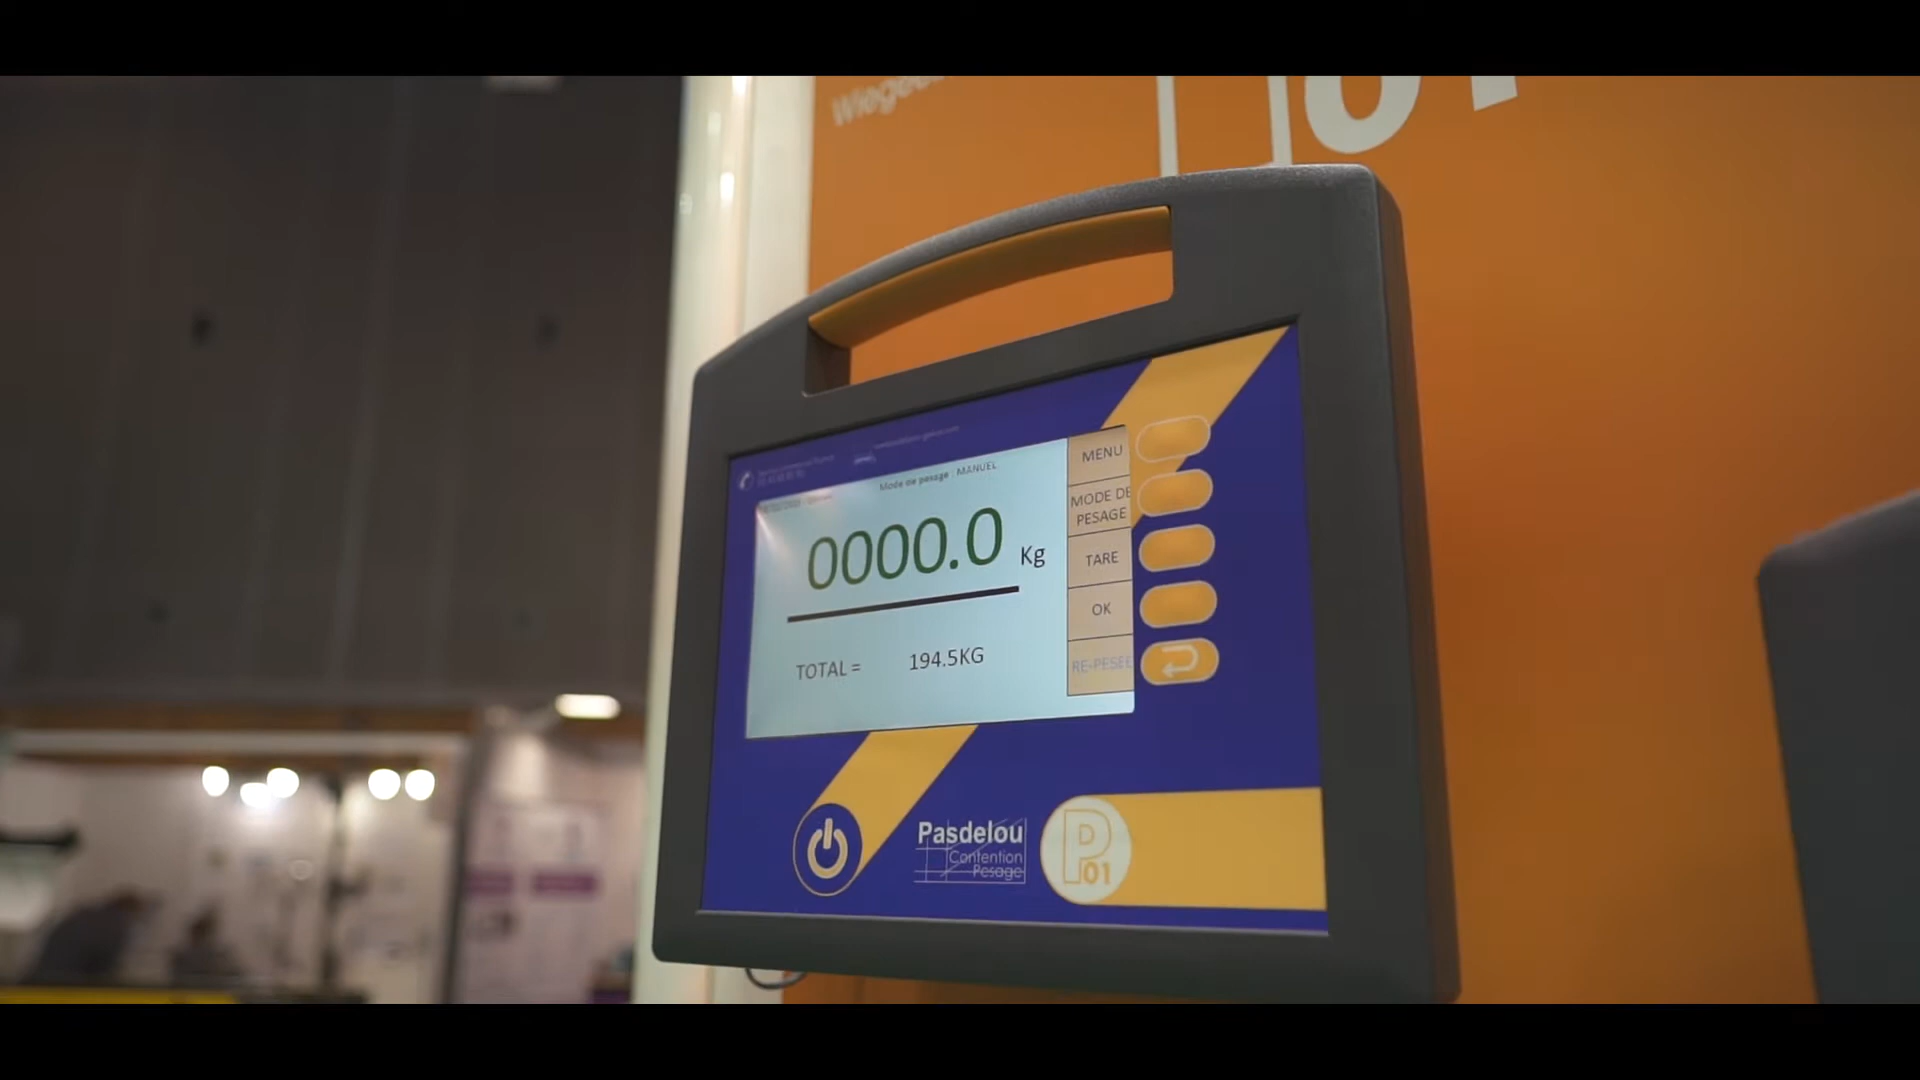 Mode de pesage : MANUEL
0000.0 Kg
TOTAL = 194.5KG
MENU
MODE DE
PESAGE
TARE
OK
RE-PESEE
Pasdelou
Contention
Pesage
P
01